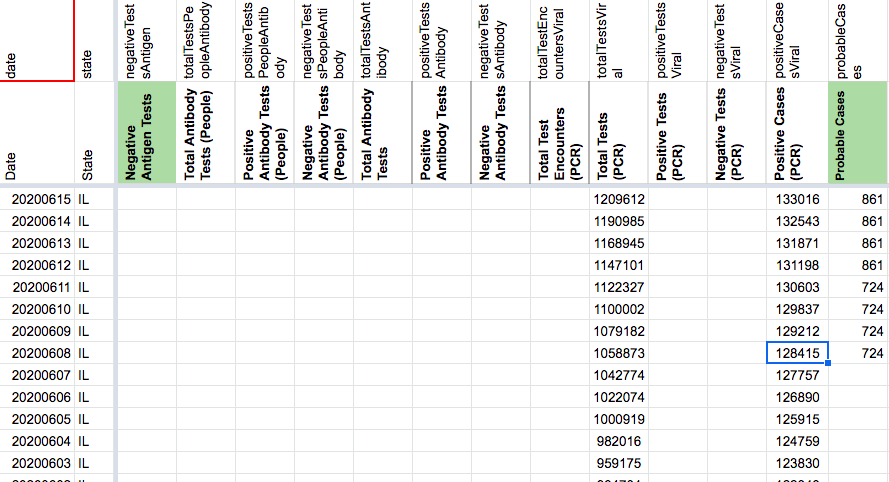 date state negativeTestsAntigen totalTestsPeopleAntibody positiveTestsPeopleAntibody negativeTestsPeopleAntibody totalTestsAntibody positiveTestsAntibody negativeTestsAntibody totalTestEncountersViral totalTestsViral positiveTestsViral negativeTestsViral positiveCasesViral probableCases
Date State Negative Antigen Tests Total Antibody Tests (People) Positive Antibody Tests (People) Negative Antibody Tests (People) Total Antibody Tests Positive Antibody Tests Negative Antibody Tests Total Test Encounters (PCR) Total Tests (PCR) Positive Tests (PCR) Negative Tests (PCR) Positive Cases (PCR) Probable Cases
20200615 IL 1209612 133016 861
20200614 IL 1190985 132543 861
20200613 IL 1168945 131871 861
20200612 IL 1147101 131198 861
20200611 IL 1122327 130603 724
20200610 IL 1100002 129837 724
20200609 IL 1079182 129212 724
20200608 IL 1058873 128415 724
20200607 IL 1042774 127757
20200606 IL 1022074 126890
20200605 IL 1000919 125915
20200604 IL 982016 124759
20200603 IL 959175 123830